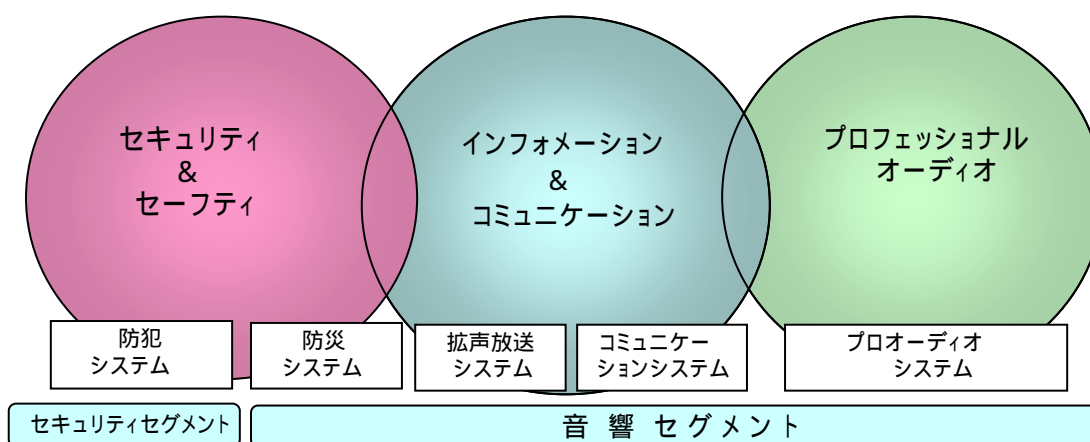 セキュリティ
&
セーフティ
インフォメーション
&
コミュニケーション
プロフェッショナル
オーディオ
防犯
システム
防災
システム
拡声放送
システム
コミュニケー
ションシステム
プロオーディオ
システム
セキュリティセグメント
音 響 セグメント